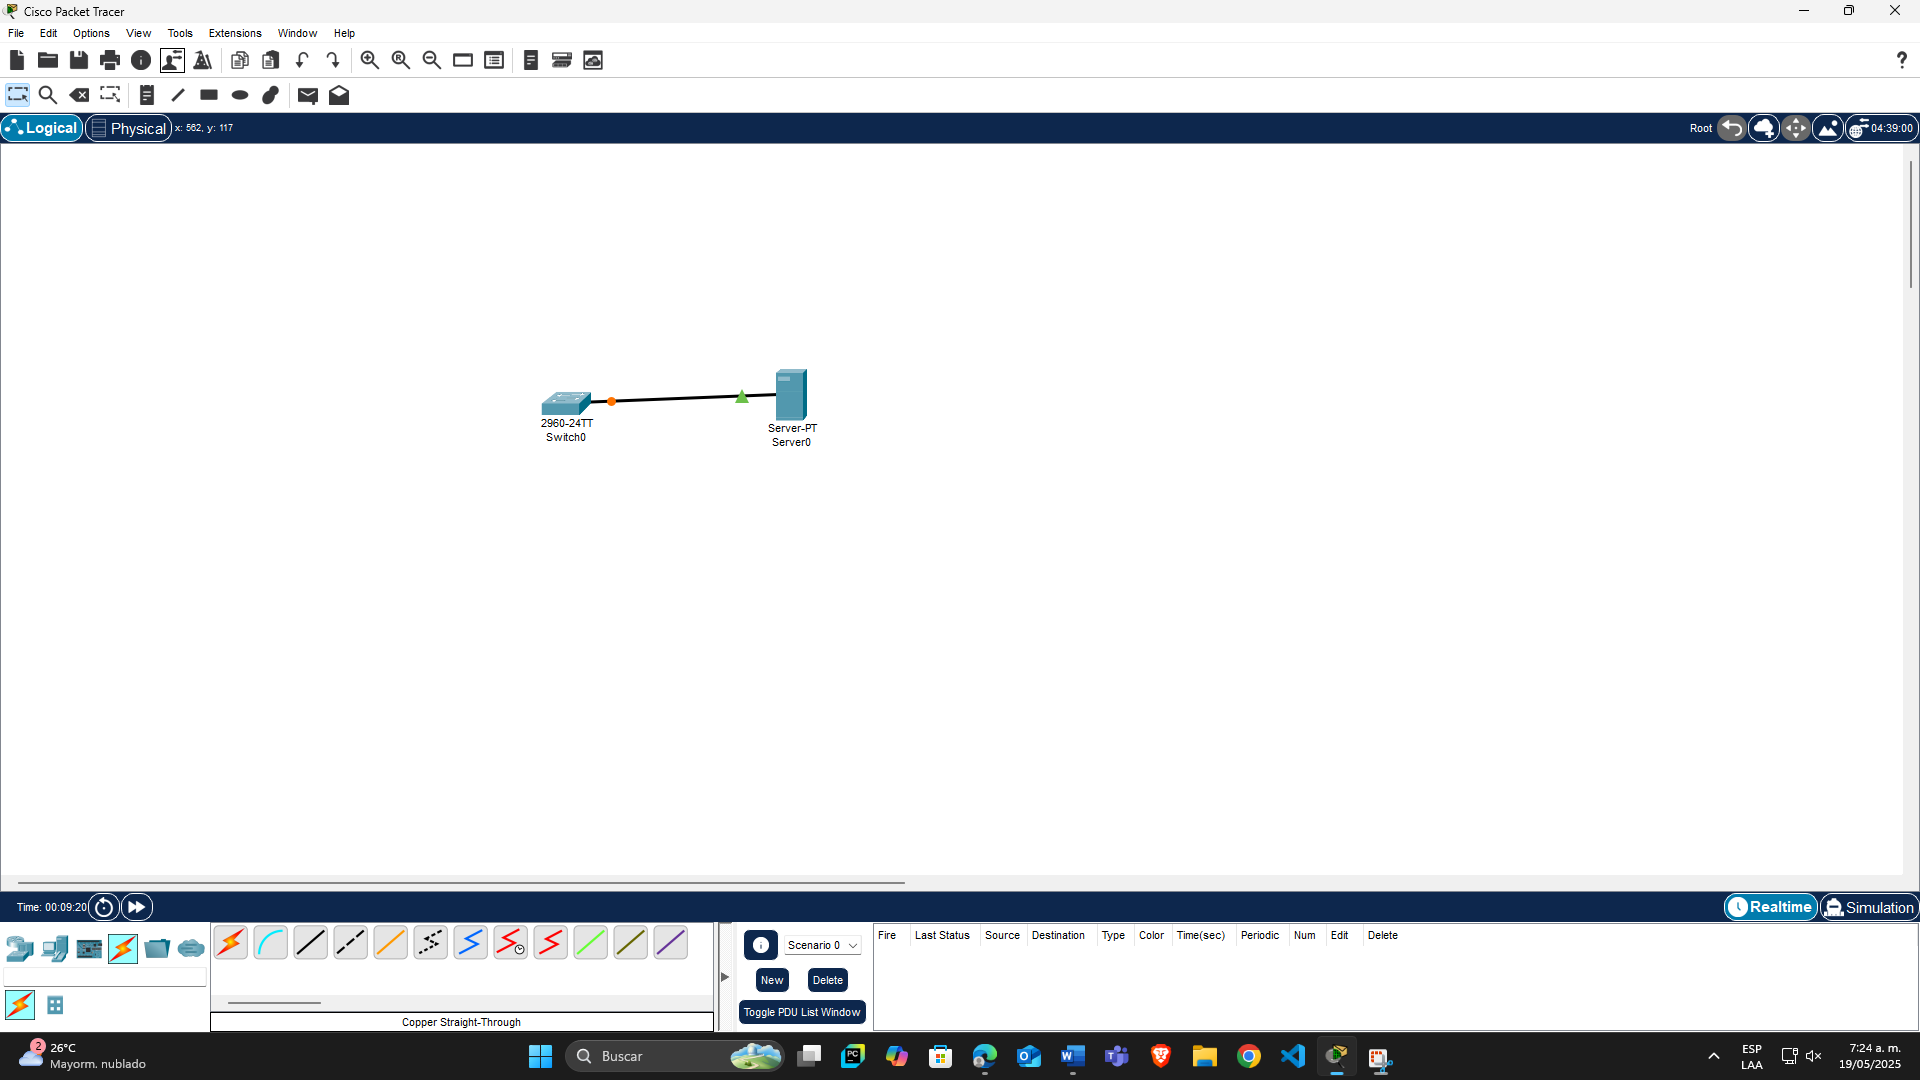 Cisco Packet Tracer
File Edit Options View Tools Extensions Window Help
?
Logical Physical x: 562, y: 117 Root 04:39:00
2960-24TT
Switch0
Server-PT
Server0
Time: 00:09:20 Realtime Simulation
Fire Last Status Source Destination Type Color Time(sec) Periodic Num Edit Delete
Scenario 0
New Delete
Toggle PDU List Window
Copper Straight-Through
2
26°C
Mayorm. nublado
Buscar
ESP
LAA
7:24 a. m.
19/05/2025